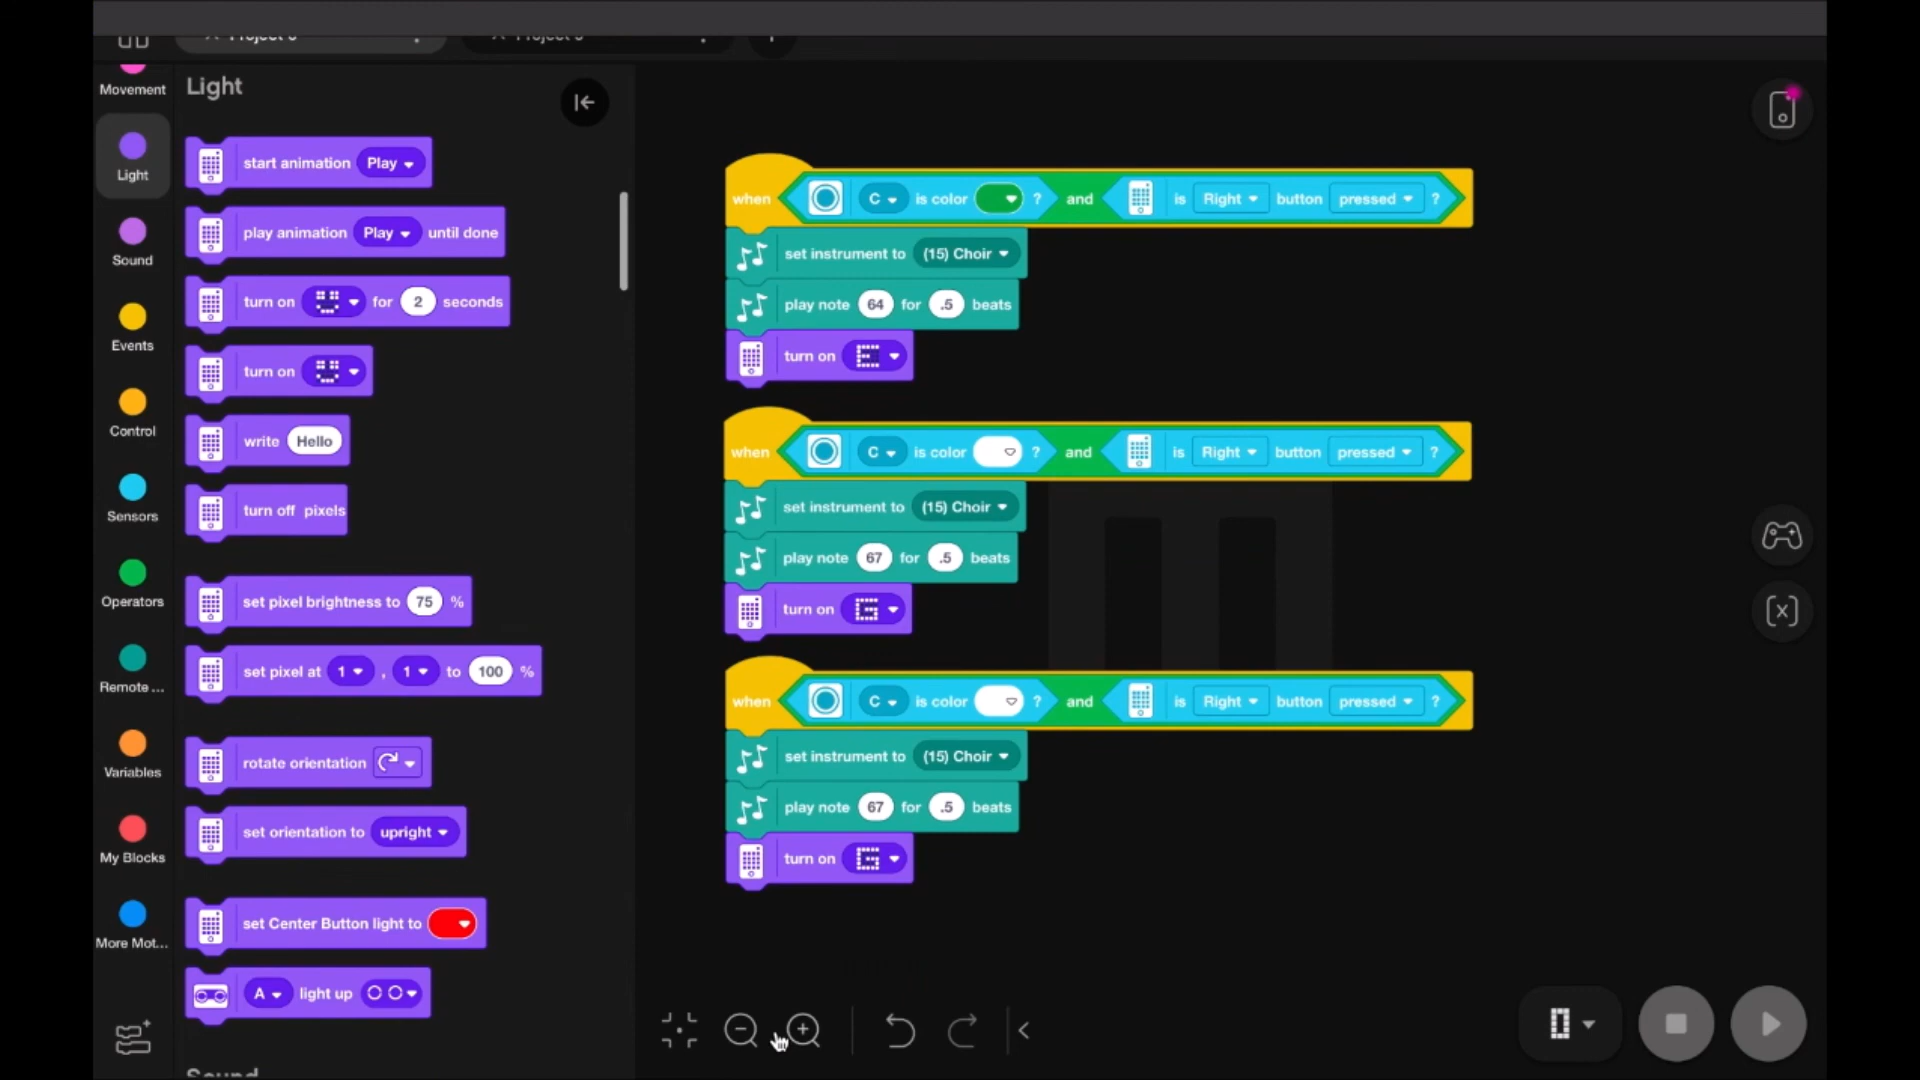 Movement
Light
Sound
Events
Control
Sensors
Operators
Remote ...
Variables
My Blocks
More Mot...
Light
start animation Play
play animation Play until done
turn on for 2 seconds
turn on
write Hello
turn off pixels
set pixel brightness to 75 %
set pixel at 1 , 1 to 100 %
rotate orientation
set orientation to upright
set Center Button light to
A light up
when C is color ? and is Right button pressed ?
set instrument to (15) Choir
play note 64 for .5 beats
turn on E
when C is color ? and is Right button pressed ?
set instrument to (15) Choir
play note 67 for .5 beats
turn on G
when C is color ? and is Right button pressed ?
set instrument to (15) Choir
play note 67 for .5 beats
turn on G